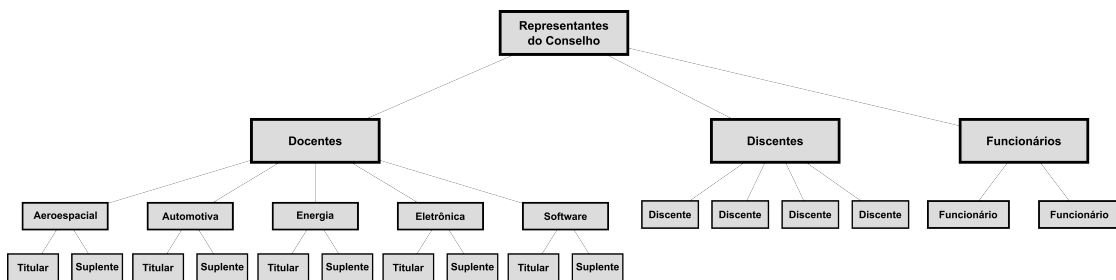 Representantes
do Conselho
Docentes
Discentes
Funcionários
Aeroespacial
Automotiva
Energia
Eletrônica
Software
Discente
Discente
Discente
Discente
Funcionário
Funcionário
Titular
Suplente
Titular
Suplente
Titular
Suplente
Titular
Suplente
Titular
Suplente